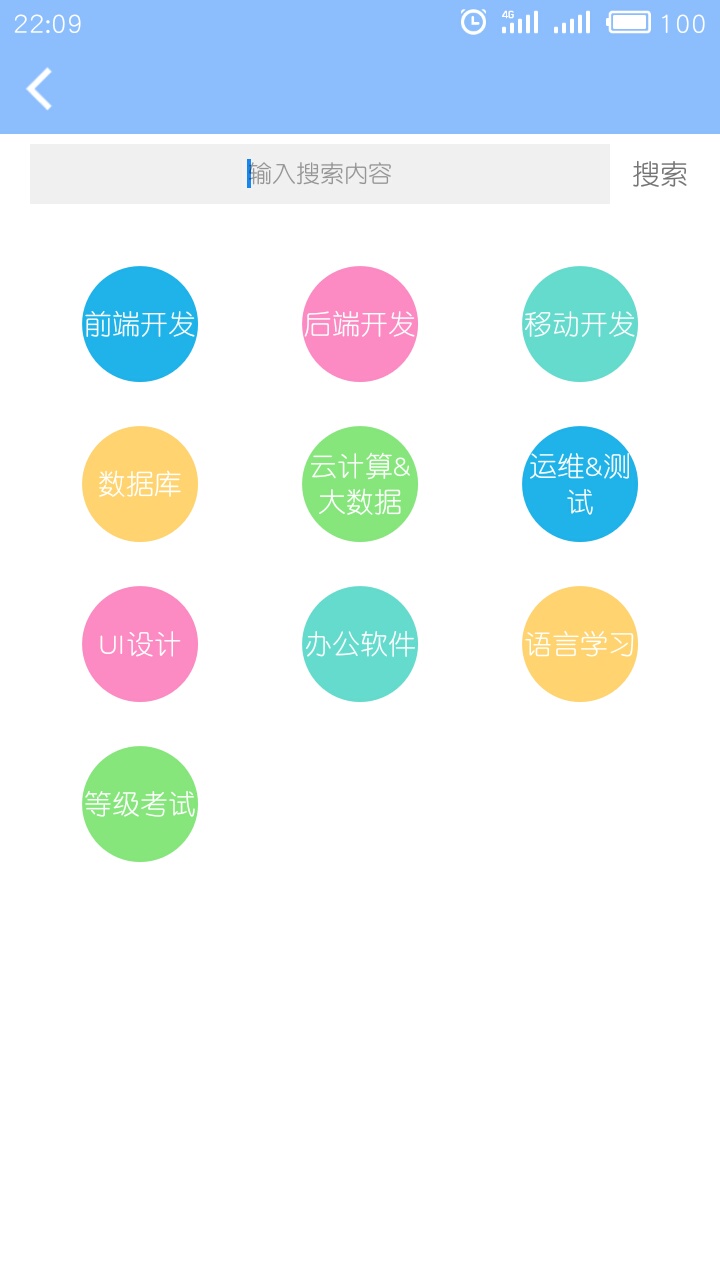 22:09
4G
100
输入搜索内容
搜索
前端开发
后端开发
移动开发
数据库
云计算&
大数据
运维&测
试
UI设计
办公软件
语言学习
等级考试